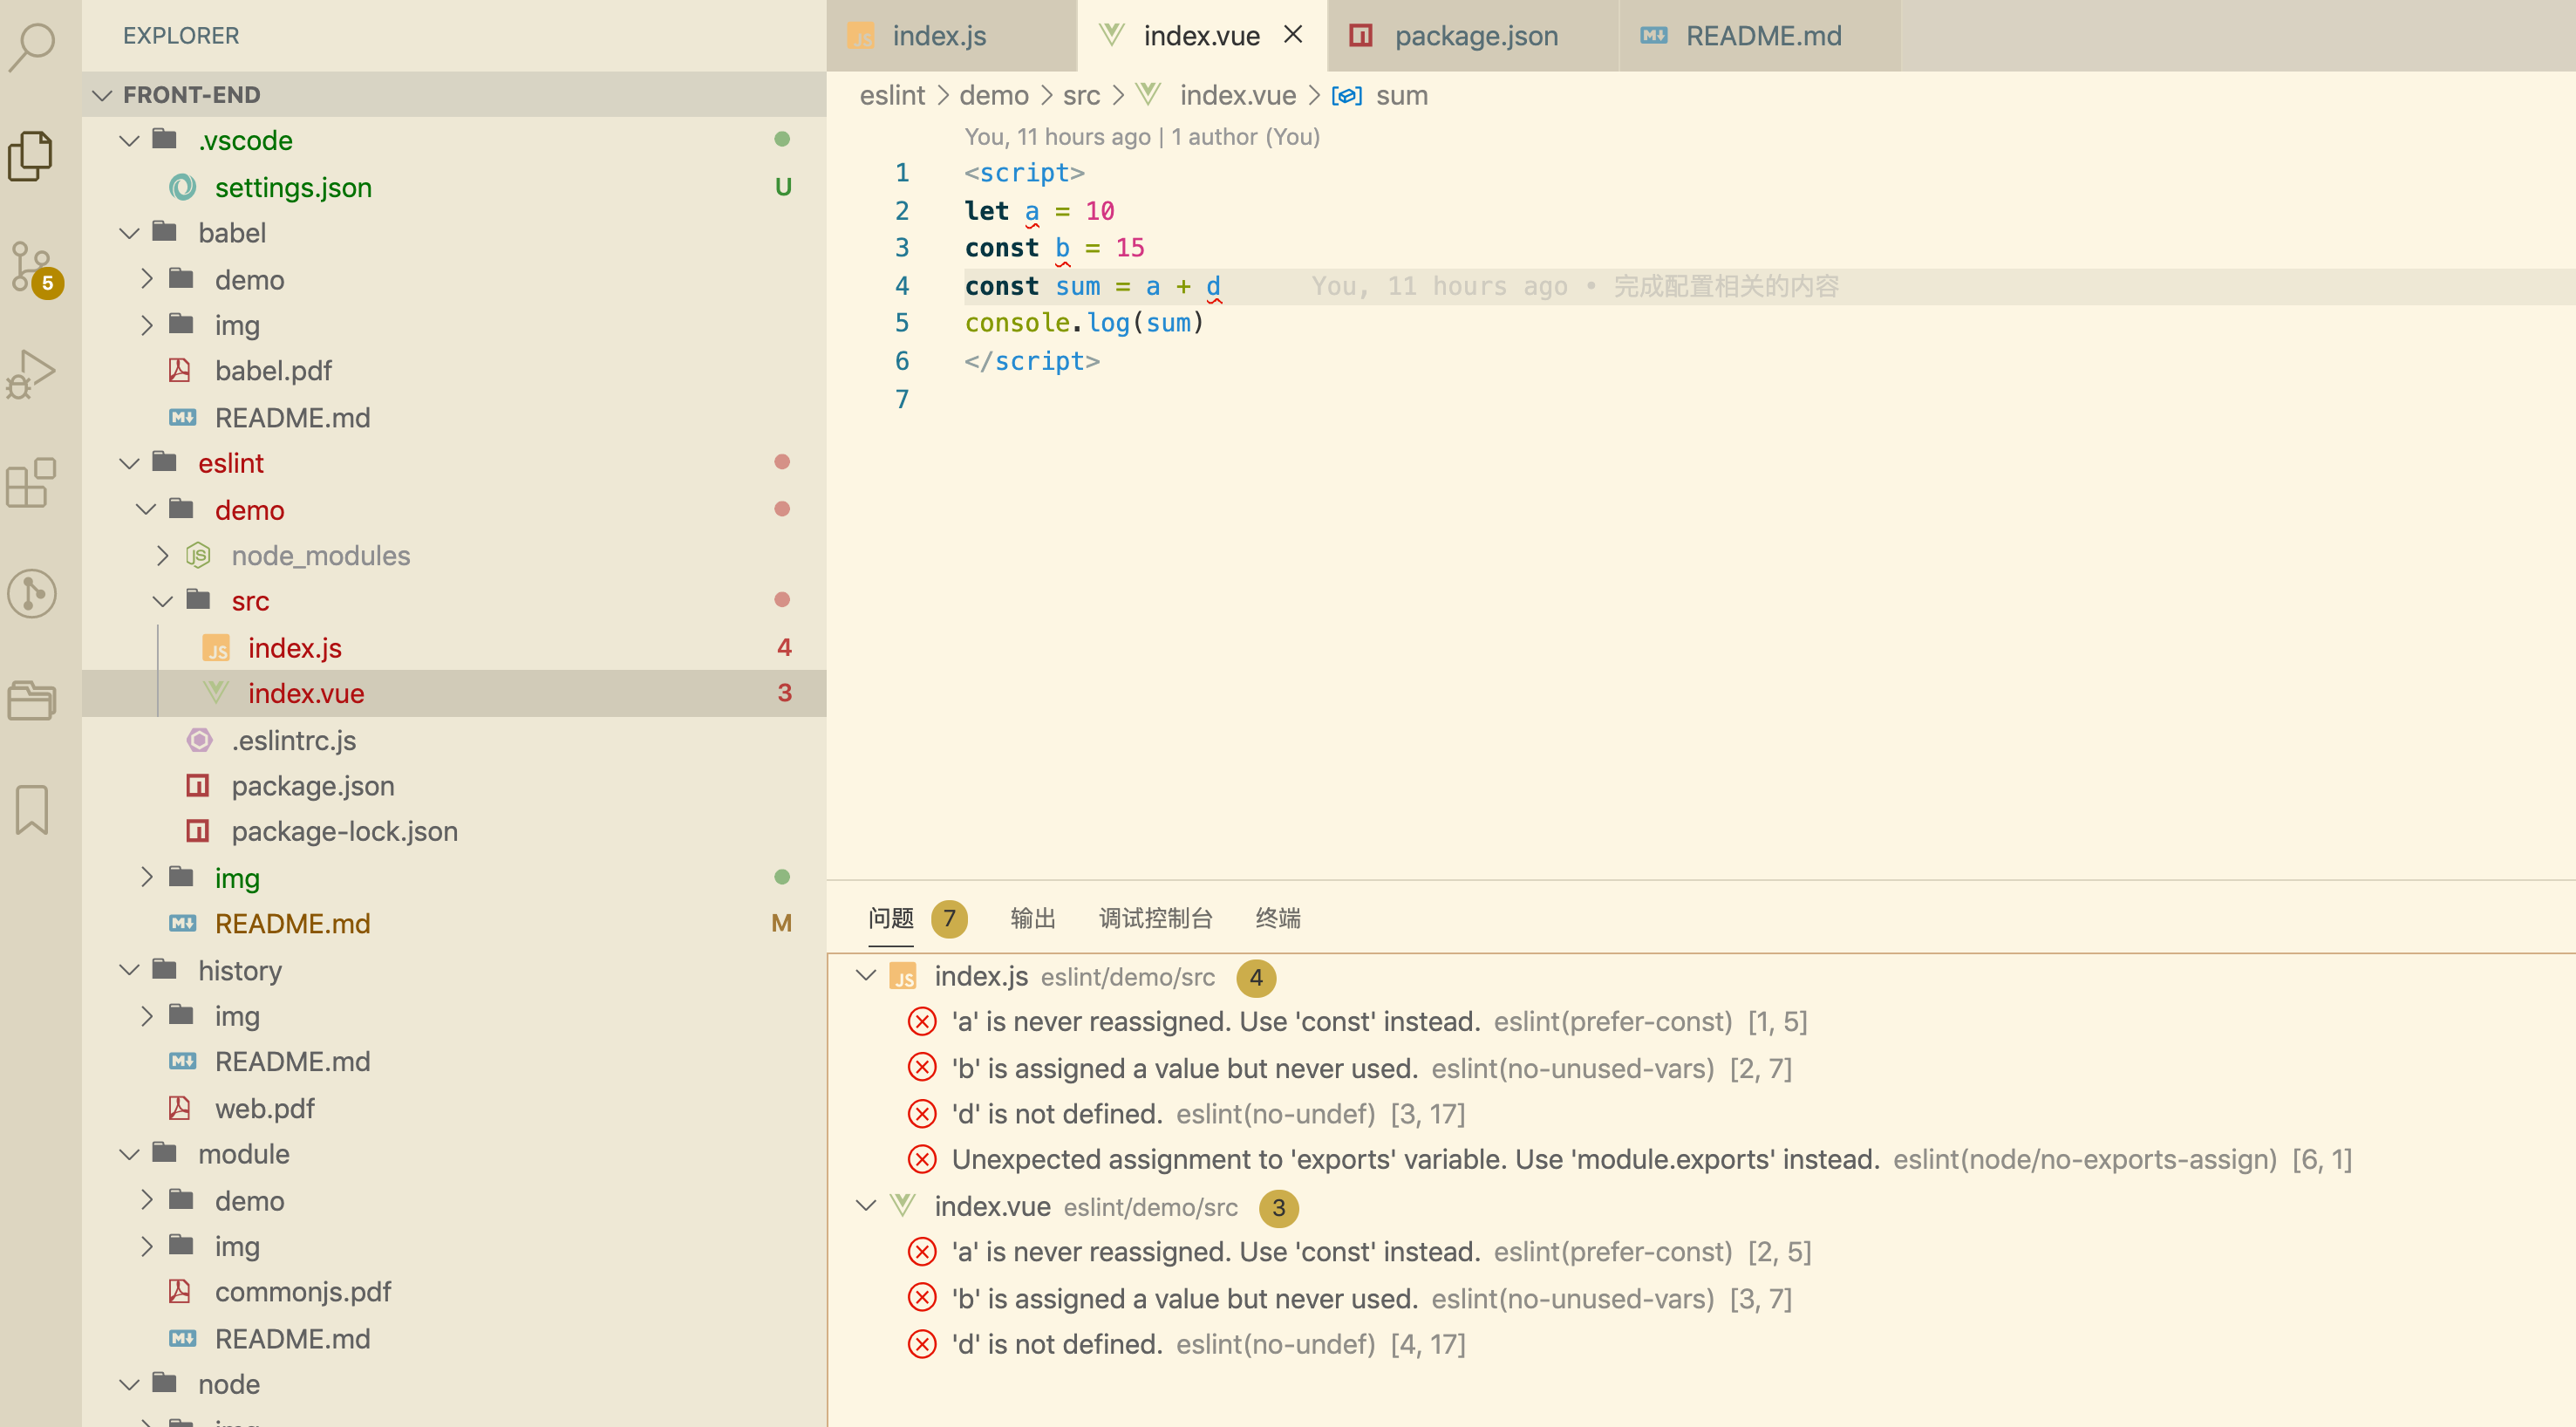 EXPLORER
FRONT-END
.vscode
settings.json U
babel
demo
img
babel.pdf
README.md
eslint
demo
node_modules
src
index.js 4
index.vue 3
.eslintrc.js
package.json
package-lock.json
img
README.md M
history
img
README.md
web.pdf
module
demo
img
commonjs.pdf
README.md
node
5
index.js index.vue package.json README.md
eslint > demo > src > index.vue > sum
You, 11 hours ago | 1 author (You)
1 <script>
2 let a = 10
3 const b = 15
4 const sum = a + d You, 11 hours ago • 完成配置相关的内容
5 console.log(sum)
6 </script>
7
问题 7 输出 调试控制台 终端
index.js eslint/demo/src 4
'a' is never reassigned. Use 'const' instead. eslint(prefer-const) [1, 5]
'b' is assigned a value but never used. eslint(no-unused-vars) [2, 7]
'd' is not defined. eslint(no-undef) [3, 17]
Unexpected assignment to 'exports' variable. Use 'module.exports' instead. eslint(node/no-exports-assign) [6, 1]
index.vue eslint/demo/src 3
'a' is never reassigned. Use 'const' instead. eslint(prefer-const) [2, 5]
'b' is assigned a value but never used. eslint(no-unused-vars) [3, 7]
'd' is not defined. eslint(no-undef) [4, 17]